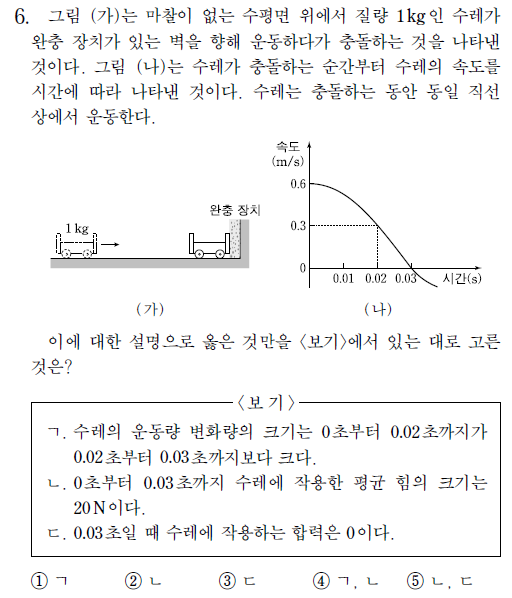 6. 그림 (가)는 마찰이 없는 수평면 위에서 질량 1kg인 수레가
완충 장치가 있는 벽을 향해 운동하다가 충돌하는 것을 나타낸
것이다. 그림 (나)는 수레가 충돌하는 순간부터 수레의 속도를
시간에 따라 나타낸 것이다. 수레는 충돌하는 동안 동일 직선
상에서 운동한다.
완충 장치
1kg
(가)
속도
(m/s)
0.6
0.3
0
0.01 0.02 0.03 시간(s)
(나)
이에 대한 설명으로 옳은 것만을 <보기>에서 있는 대로 고른
것은?
<보 기>
ㄱ. 수레의 운동량 변화량의 크기는 0초부터 0.02초까지가
0.02초부터 0.03초까지보다 크다.
ㄴ. 0초부터 0.03초까지 수레에 작용한 평균 힘의 크기는
20N이다.
ㄷ. 0.03초일 때 수레에 작용하는 합력은 0이다.
① ㄱ ② ㄴ ③ ㄷ ④ ㄱ, ㄴ ⑤ ㄴ, ㄷ